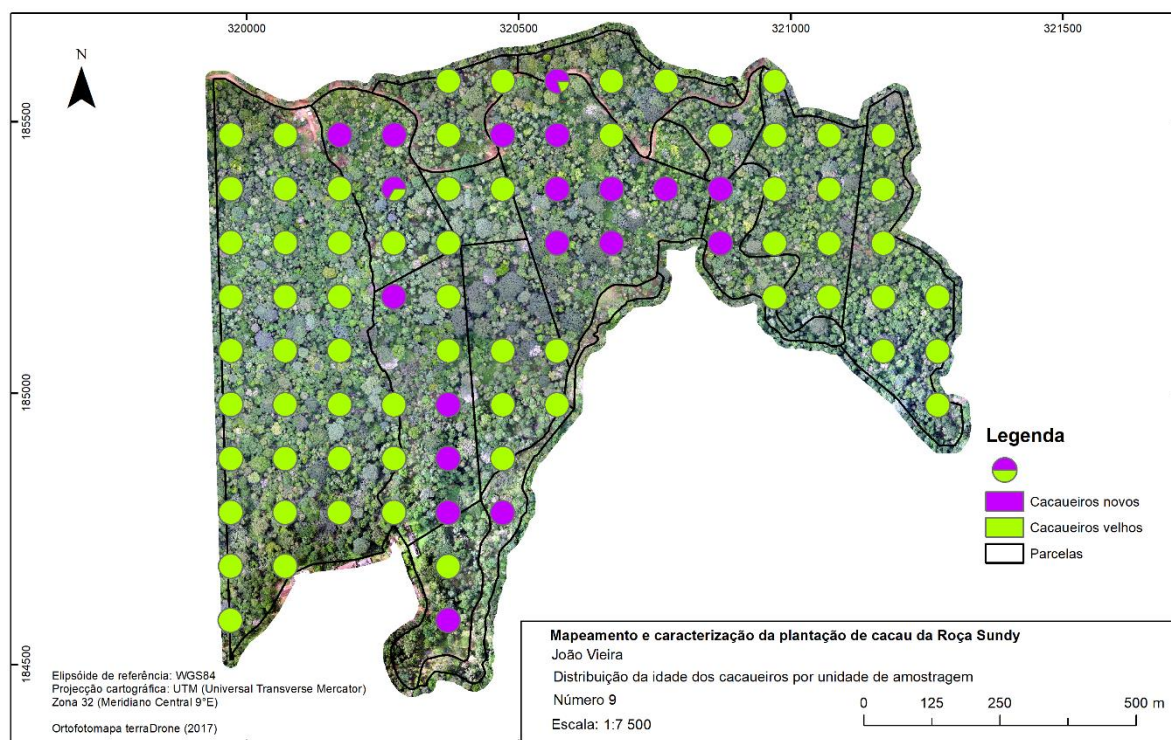 320000
320500
321000
321500
N
185500
185000
184500
Legenda
Cacaueiros novos
Cacaueiros velhos
Parcelas
Elipsóide de referência: WGS84
Projecção cartográfica: UTM (Universal Transverse Mercator)
Zona 32 (Meridiano Central 9°E)
Ortofotomapa terraDrone (2017)
Mapeamento e caracterização da plantação de cacau da Roça Sundy
João Vieira
Distribuição da idade dos cacaueiros por unidade de amostragem
Número 9
Escala: 1:7 500
0 125 250 500 m